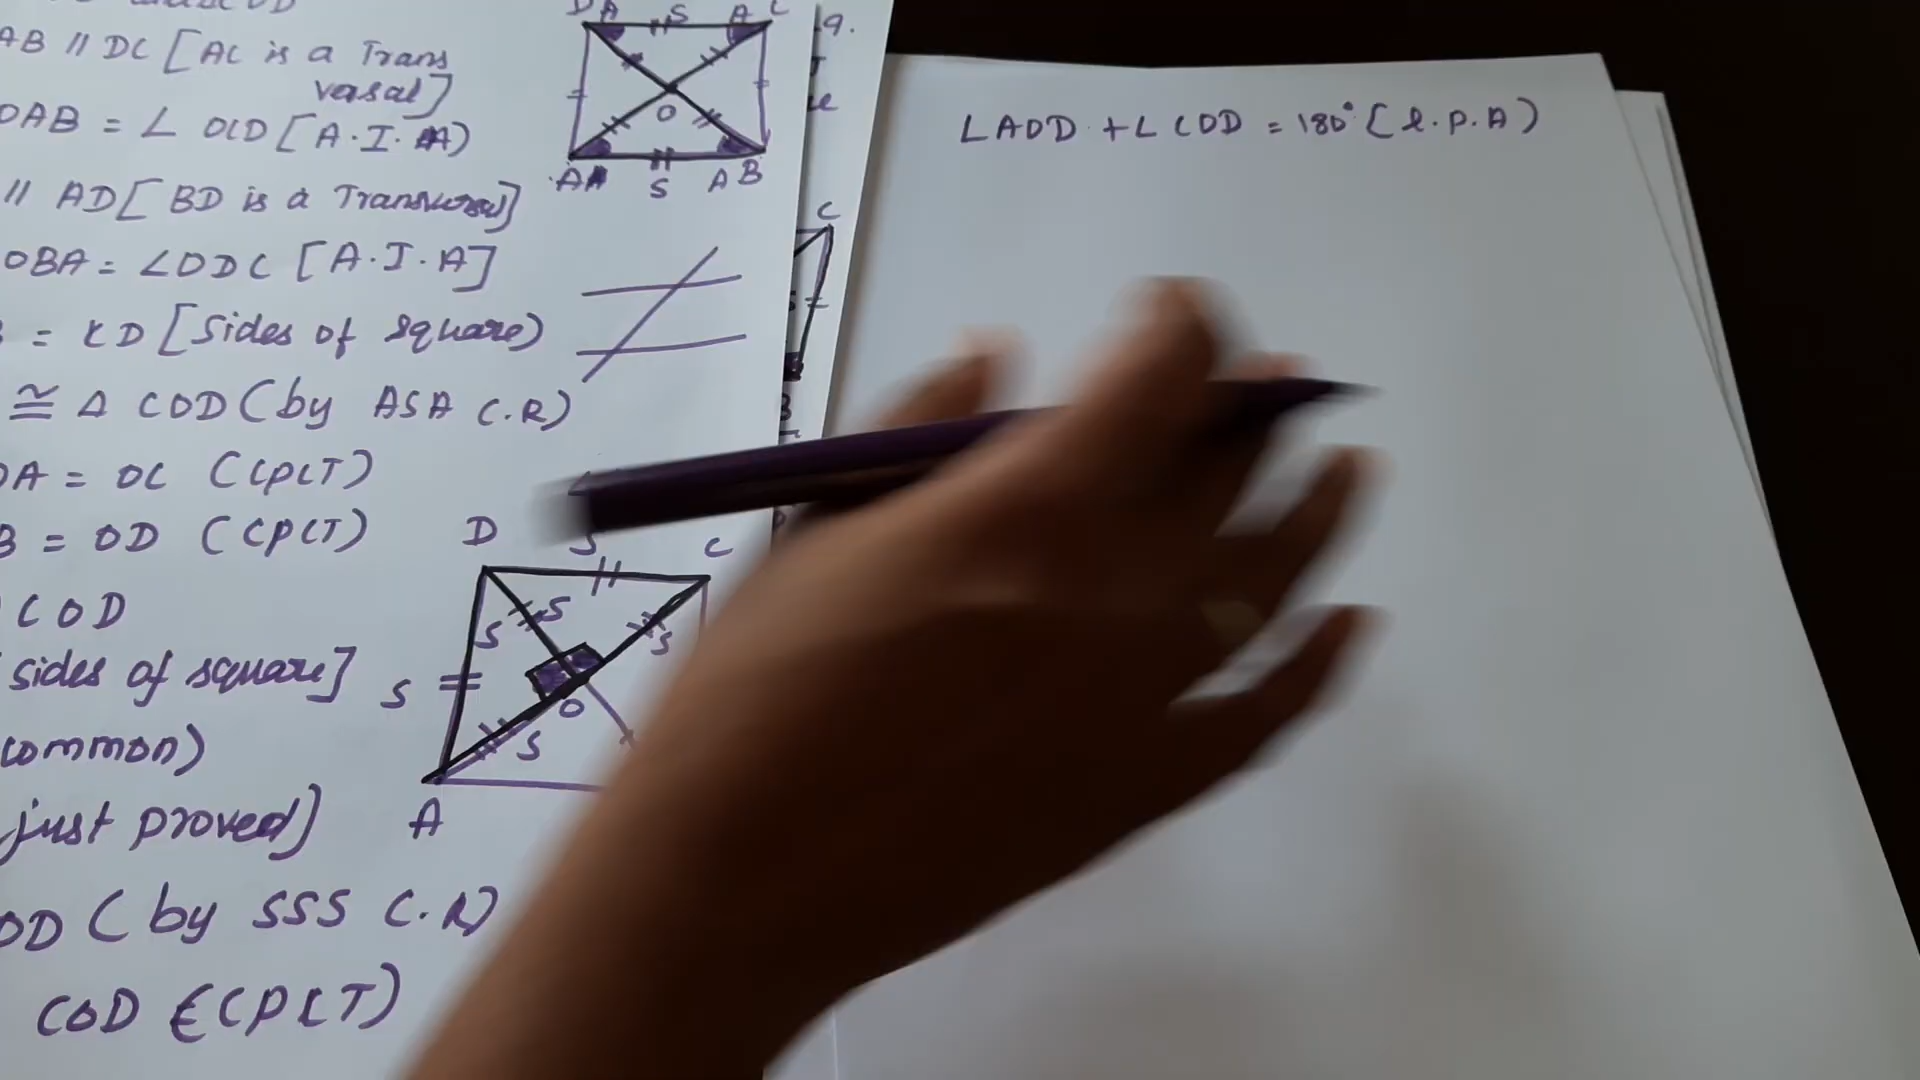 AB // DC [AC is a Trans
versal]
OAB = ∠ OCD [A.I.A)
// AD [BD is a Transversal]
OBA = ∠ODC [A.I.A]
= CD [Sides of square)
≅ Δ COD (by ASA C.R)
OA = OC (CPCT)
B = OD (CPCT)
COD
sides of square]
common)
just proved]
OD (by SSS C.R)
COD (CPCT)
D A S A C
O
A S A B
D S C
S S S
S O
S
A
9.
C
S
B
∠AOD + ∠COD = 180° (l.p.A)